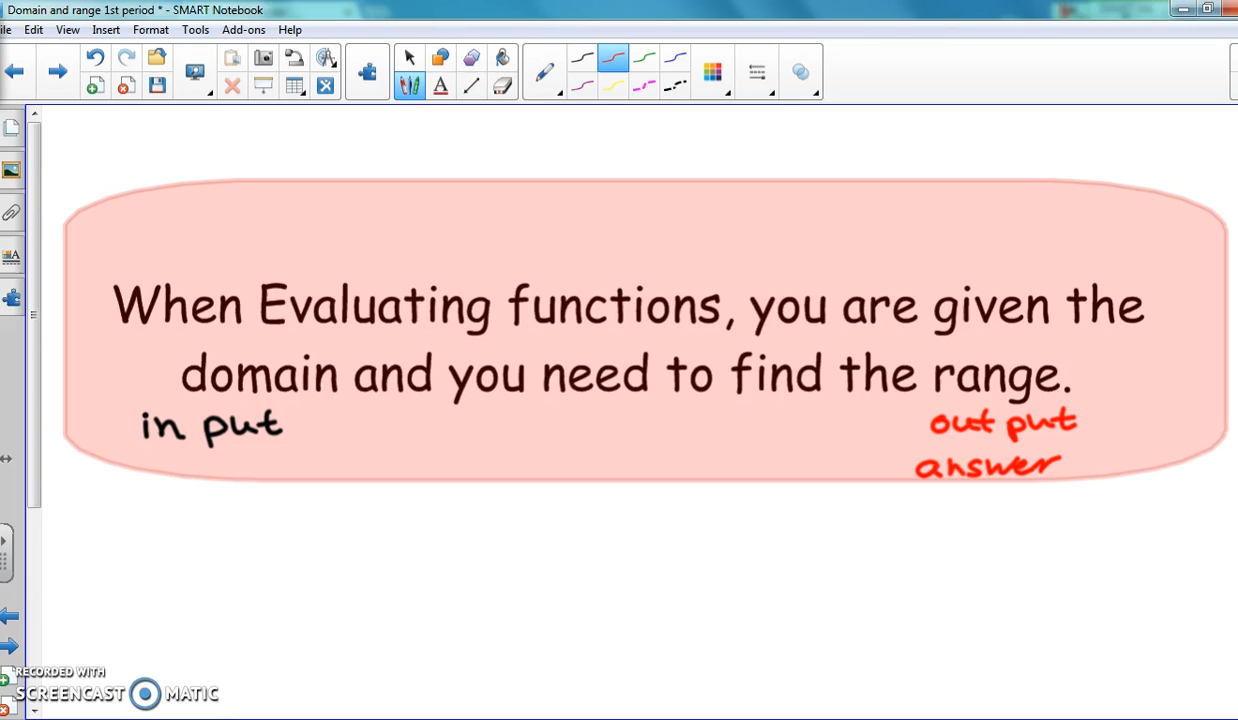 Domain and range 1st period * - SMART Notebook
ile Edit View Insert Format Tools Add-ons Help
When Evaluating functions, you are given the
domain and you need to find the range.
in put out put
answer
RECORDED WITH
SCREENCAST MATIC